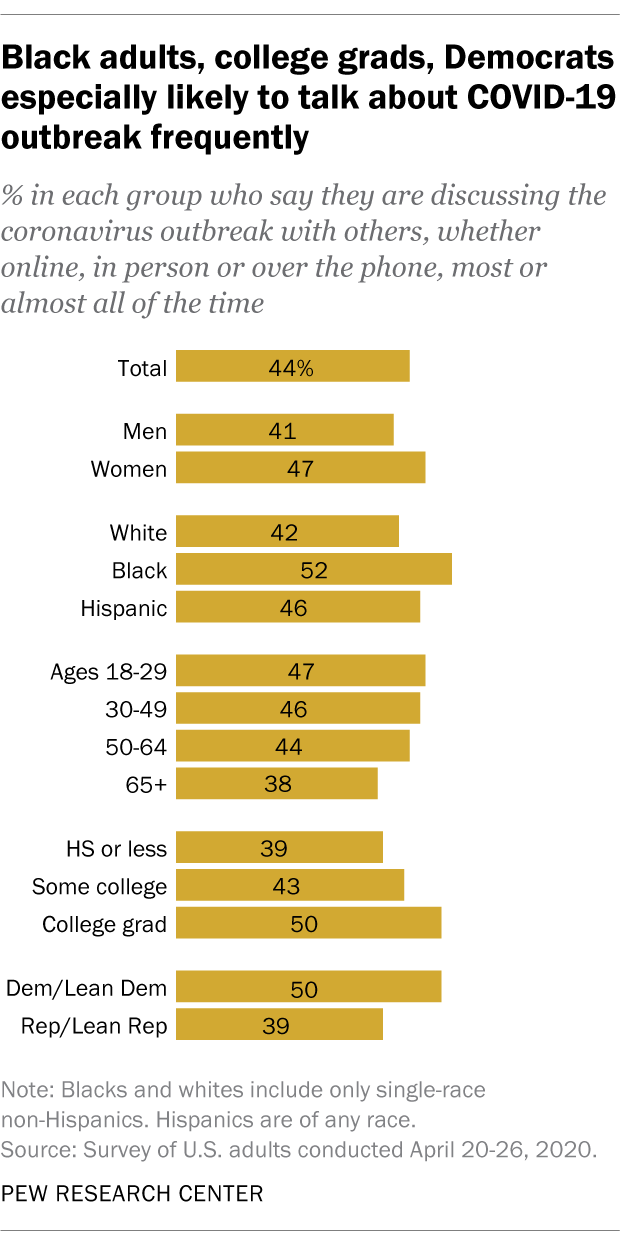 Black adults, college grads, Democrats
especially likely to talk about COVID-19
outbreak frequently
% in each group who say they are discussing the
coronavirus outbreak with others, whether
online, in person or over the phone, most or
almost all of the time
Total 44%
Men 41
Women 47
White 42
Black 52
Hispanic 46
Ages 18-29 47
30-49 46
50-64 44
65+ 38
HS or less 39
Some college 43
College grad 50
Dem/Lean Dem 50
Rep/Lean Rep 39
Note: Blacks and whites include only single-race
non-Hispanics. Hispanics are of any race.
Source: Survey of U.S. adults conducted April 20-26, 2020.
PEW RESEARCH CENTER